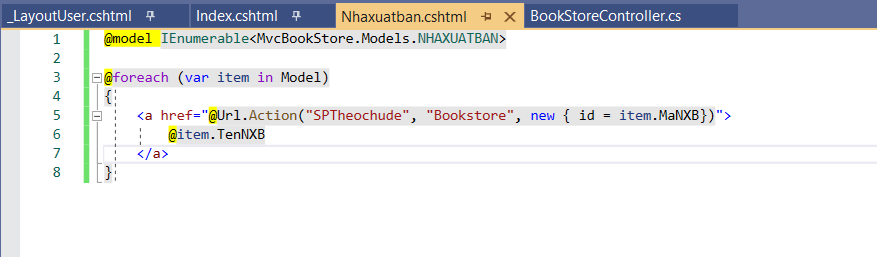 _LayoutUser.cshtml Index.cshtml Nhaxuatban.cshtml BookStoreController.cs
1 @model IEnumerable<MvcBookStore.Models.NHAXUATBAN>
2
3 @foreach (var item in Model)
4 {
5 <a href="@Url.Action("SPTheochude", "Bookstore", new { id = item.MaNXB})">
6 @item.TenNXB
7 </a>
8 }